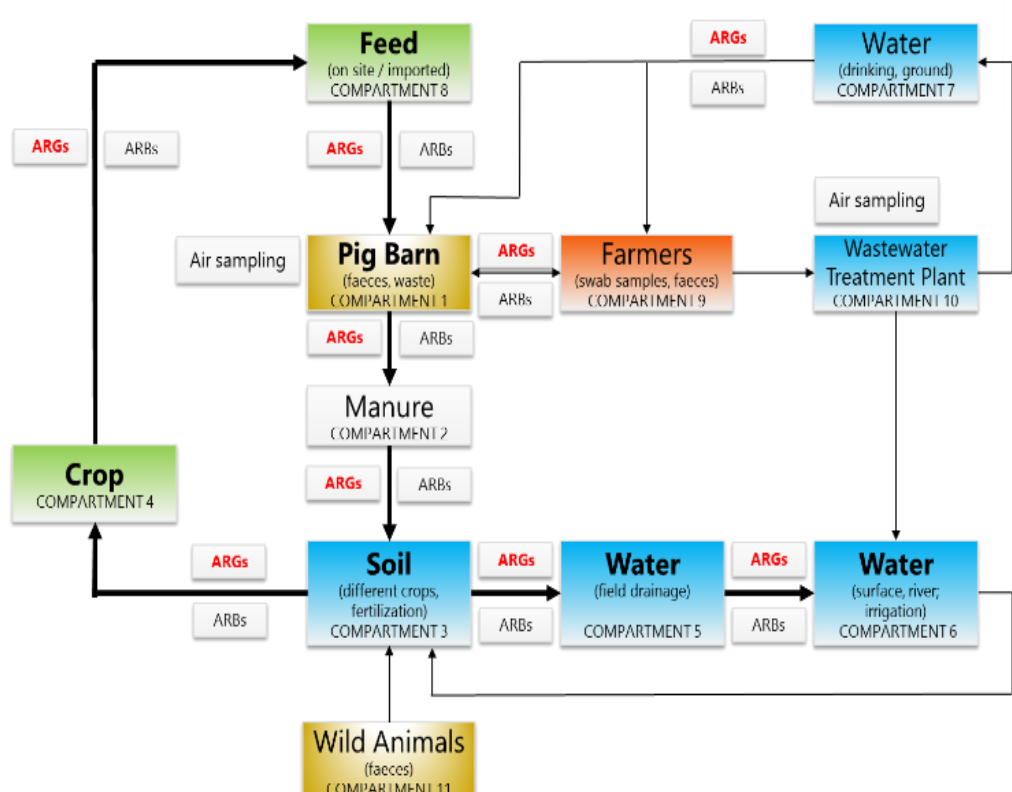 Feed
(on site / imported)
COMPARTMENT 8
ARGs
ARBs
Water
(drinking, ground)
COMPARTMENT 7
ARGs
ARBs
ARGs
ARBs
Air sampling
Air sampling
Pig Barn
(faeces, waste)
COMPARTMENT 1
ARGs
ARBs
Farmers
(swab samples, faeces)
COMPARTMENT 9
Wastewater
Treatment Plant
COMPARTMENT 10
ARGs
ARBs
Manure
COMPARTMENT 2
ARGs
ARBs
Crop
COMPARTMENT 4
ARGs
ARBs
Soil
(different crops,
fertilization)
COMPARTMENT 3
ARGs
ARBs
Water
(field drainage)
COMPARTMENT 5
ARGs
ARBs
Water
(surface, river;
irrigation)
COMPARTMENT 6
Wild Animals
(faeces)
COMPARTMENT 11